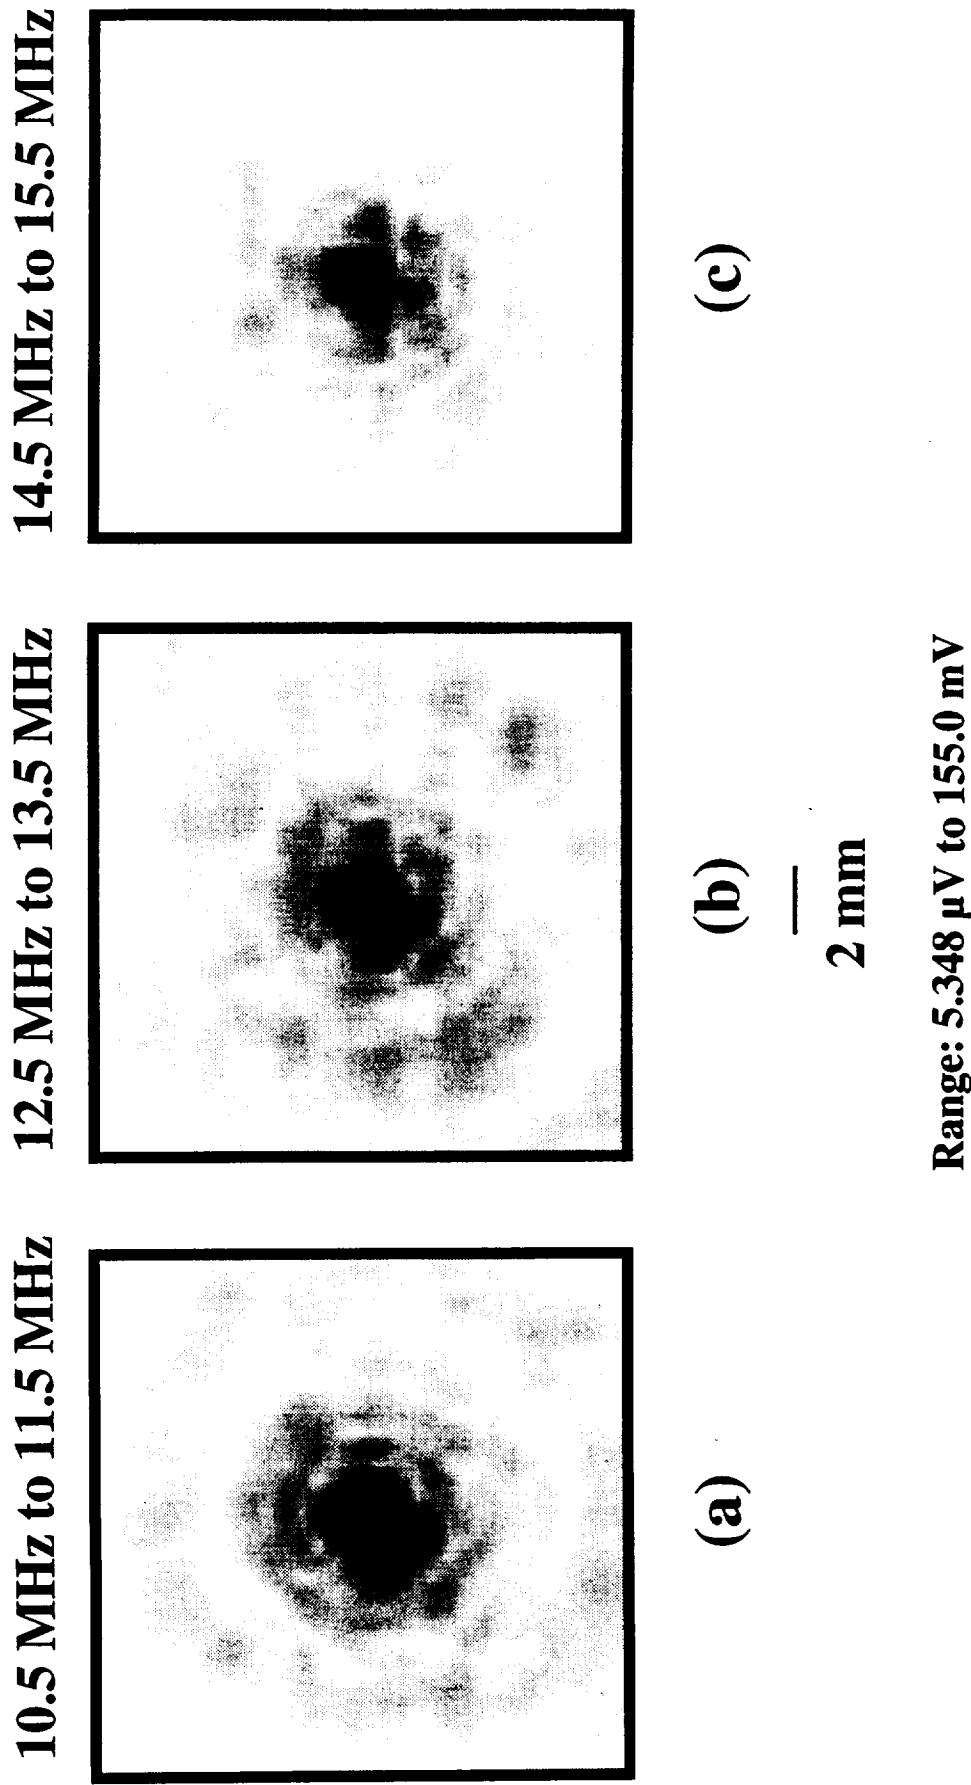 10.5 MHz to 11.5 MHz
12.5 MHz to 13.5 MHz
14.5 MHz to 15.5 MHz
(a)
(b)
(c)
2 mm
Range: 5.348 µV to 155.0 mV